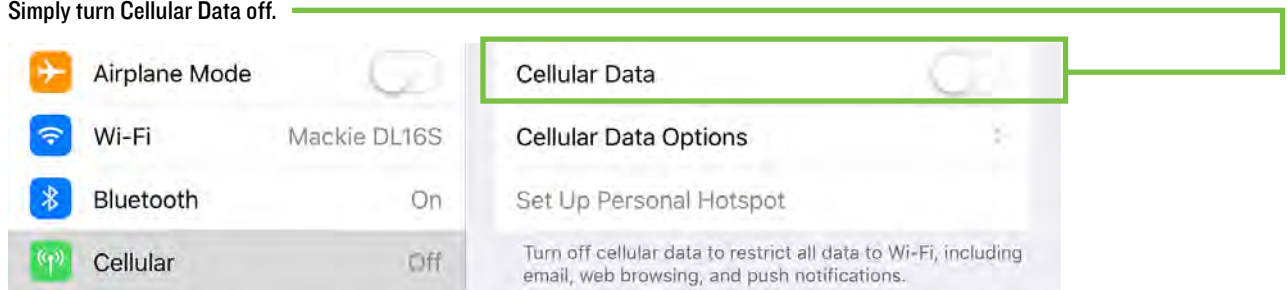 Simply turn Cellular Data off.
Airplane Mode
Wi-Fi Mackie DL16S
Bluetooth On
Cellular Off
Cellular Data
Cellular Data Options
Set Up Personal Hotspot
Turn off cellular data to restrict all data to Wi-Fi, including
email, web browsing, and push notifications.